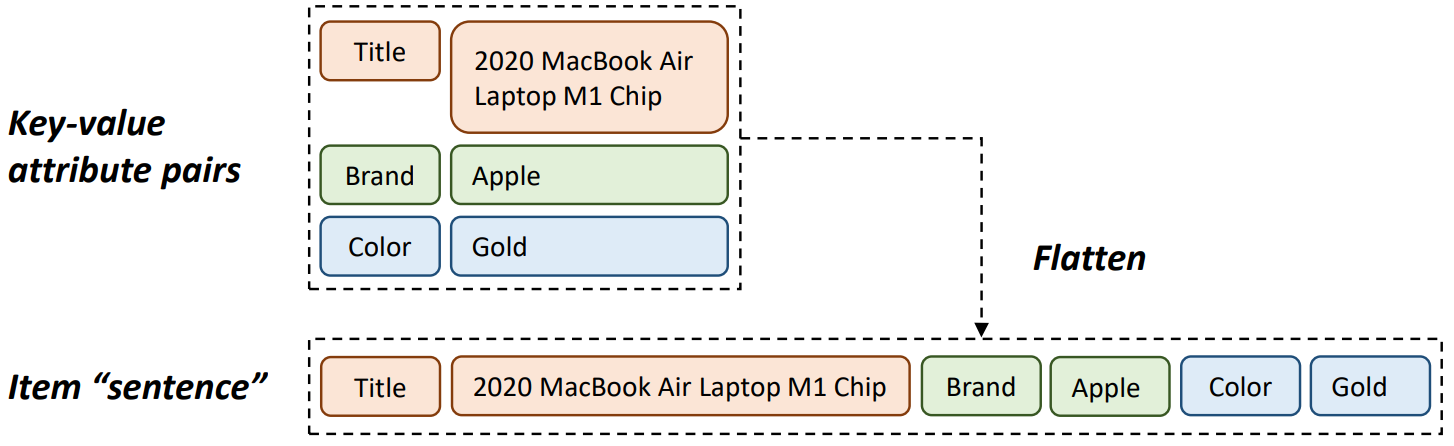 Key-value
attribute pairs
Title
2020 MacBook Air
Laptop M1 Chip
Brand
Apple
Color
Gold
Flatten
Item “sentence”
Title
2020 MacBook Air Laptop M1 Chip
Brand
Apple
Color
Gold